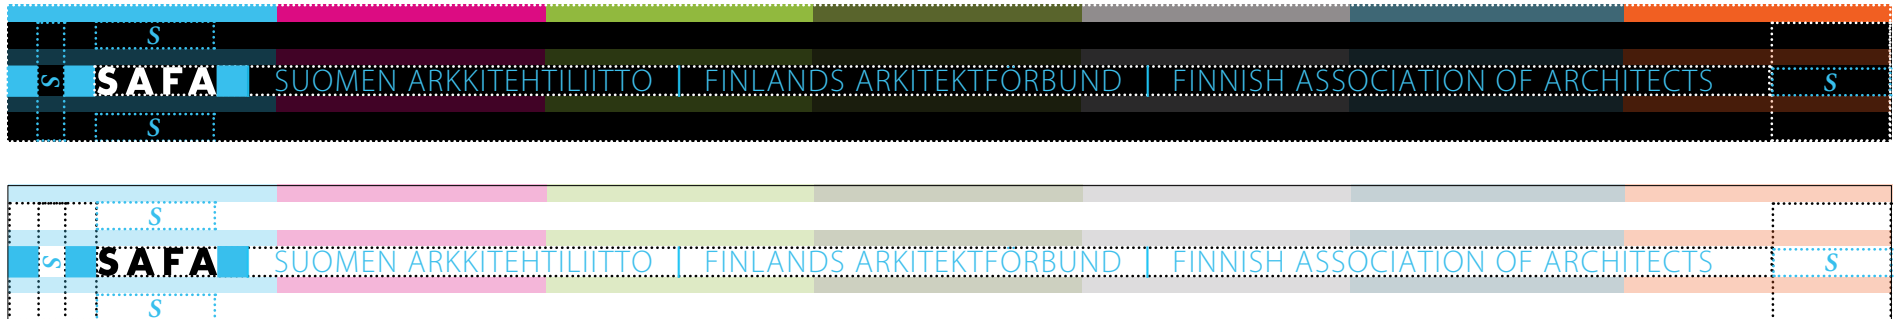 S
S SAFA SUOMEN ARKKITEHTILIITTO | FINLANDS ARKITEKTFÖRBUND | FINNISH ASSOCIATION OF ARCHITECTS S
S
S
S SAFA SUOMEN ARKKITEHTILIITTO | FINLANDS ARKITEKTFÖRBUND | FINNISH ASSOCIATION OF ARCHITECTS S
S